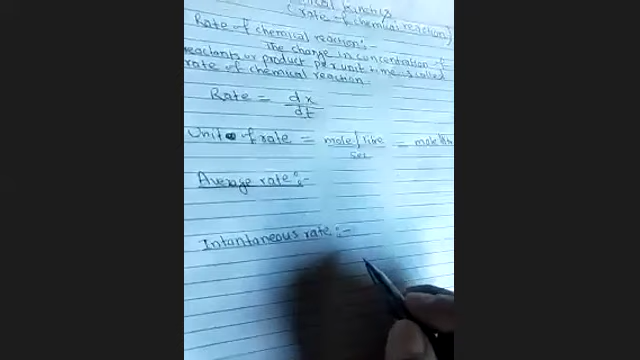 kinetics
(rate of chemical reaction)
Rate of chemical reaction:-
The change in concentration of
reactants or product per unit time is called
rate of chemical reaction.
Rate = dx
dt
Unit of rate = mole/litre = mole
sec
Average rate:-
Intantaneous rate:-